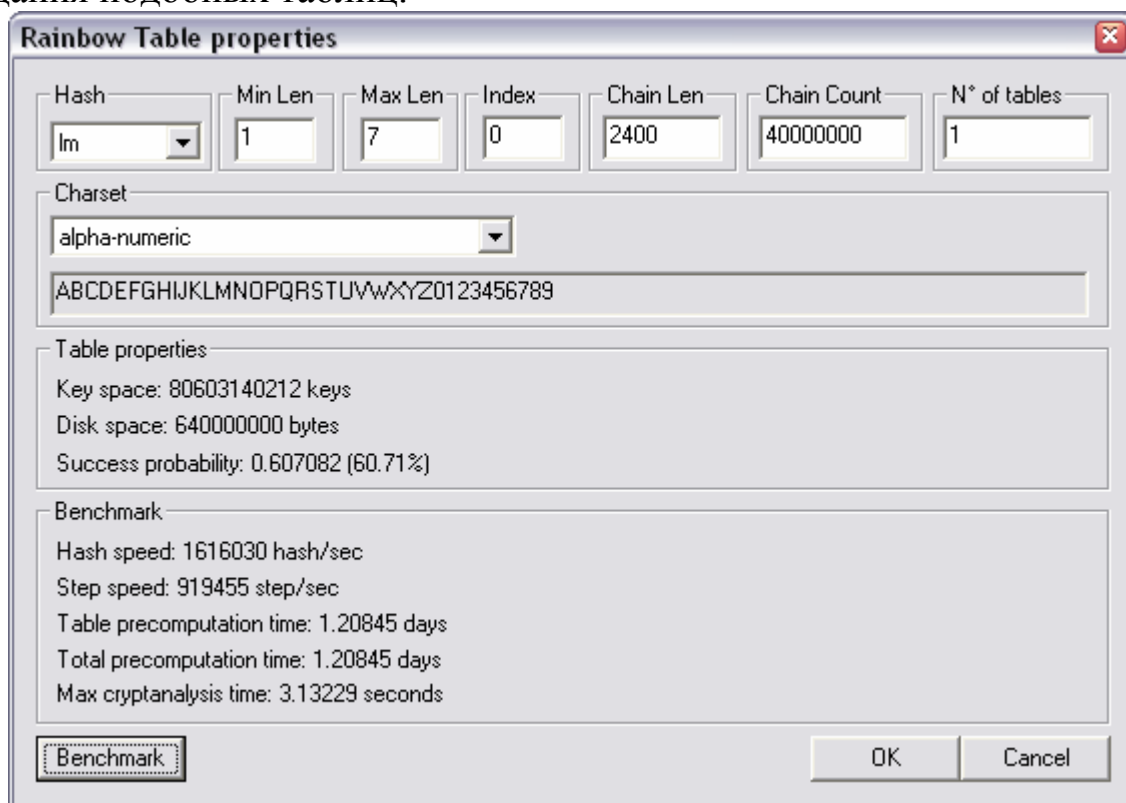 подобных таблиц.
Rainbow Table properties
Hash Min Len Max Len Index Chain Len Chain Count N° of tables
lm 1 7 0 2400 40000000 1
Charset
alpha-numeric
ABCDEFGHIJKLMNOPQRSTUVWXYZ0123456789
Table properties
Key space: 80603140212 keys
Disk space: 640000000 bytes
Success probability: 0.607082 (60.71%)
Benchmark
Hash speed: 1616030 hash/sec
Step speed: 919455 step/sec
Table precomputation time: 1.20845 days
Total precomputation time: 1.20845 days
Max cryptanalysis time: 3.13229 seconds
Benchmark OK Cancel